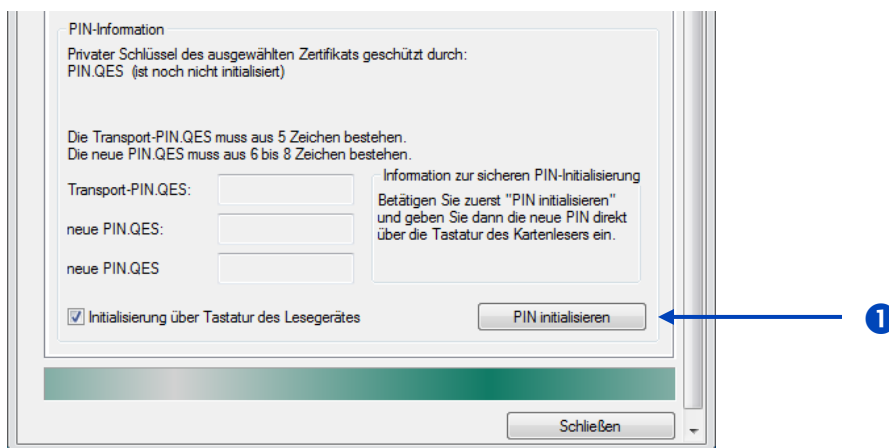 PIN-Information
Privater Schlüssel des ausgewählten Zertifikats geschützt durch:
PIN.QES (ist noch nicht initialisiert)
Die Transport-PIN.QES muss aus 5 Zeichen bestehen.
Die neue PIN.QES muss aus 6 bis 8 Zeichen bestehen.
Transport-PIN.QES:
neue PIN.QES:
neue PIN.QES
Information zur sicheren PIN-Initialisierung
Betätigen Sie zuerst "PIN initialisieren"
und geben Sie dann die neue PIN direkt
über die Tastatur des Kartenlesers ein.
Initialisierung über Tastatur des Lesegerätes
PIN initialisieren
1
Schließen